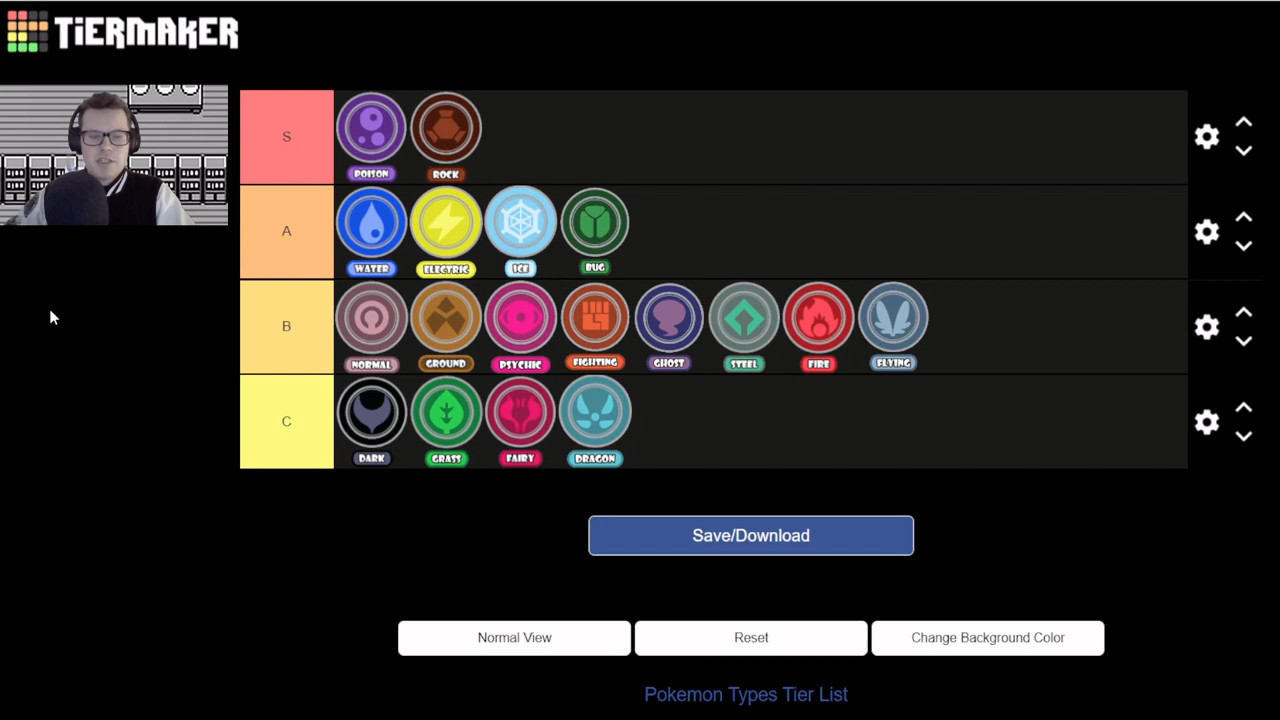 TiERMAKER
S
POISON ROCK
A
WATER ELECTRIC ICE BUG
B
NORMAL GROUND PSYCHIC FIGHTING GHOST STEEL FIRE FLYING
C
DARK GRASS FAIRY DRAGON
Save/Download
Normal View Reset Change Background Color
Pokemon Types Tier List